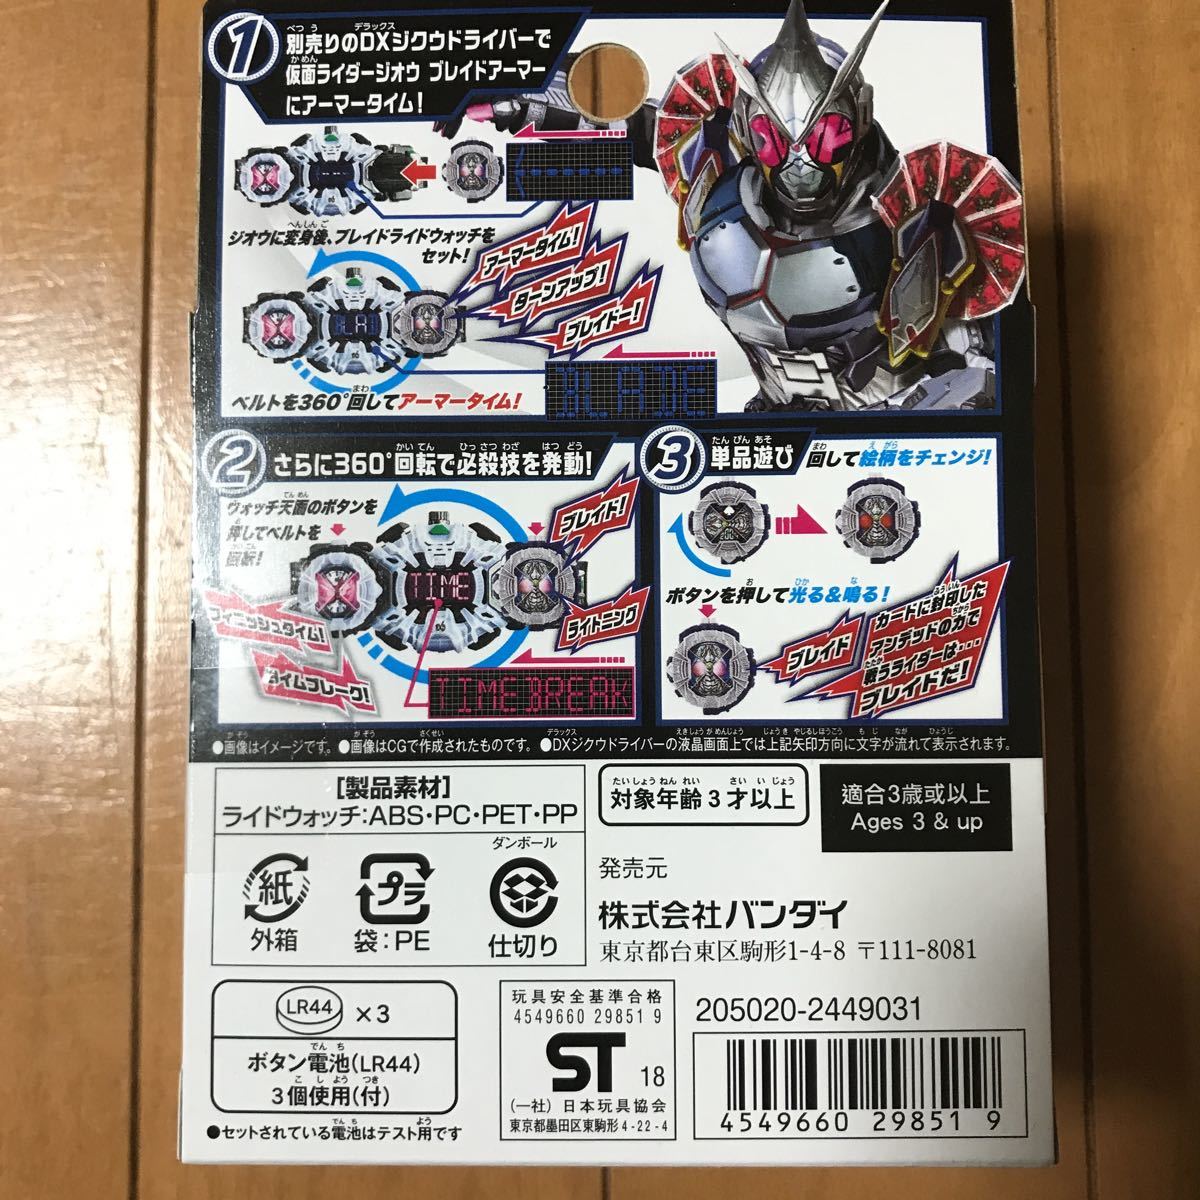 1
別売りのDXジクウドライバーで
仮面ライダージオウ ブレイドアーマー
にアーマータイム!
ジオウに変身後、ブレイドライドウォッチを
セット!
アーマータイム!
ターンアップ!
ブレイドー!
BLAD
BLADE
ベルトを360°回してアーマータイム!
2
さらに360°回転で必殺技を発動!
ウォッチ天面のボタンを
押してベルトを
回転!
ブレイド!
TIME
ライトニング
フィニッシュタイム!
タイムブレーク!
TIMEBREAK
3
単品遊び
回して絵柄をチェンジ!
2004
ボタンを押して光る&鳴る!
ブレイド
カードに封印した
アンデッドの力で
戦うライダーは…
ブレイドだ!
●画像はイメージです。●画像はCGで作成されたものです。●DXジクウドライバーの液晶画面上では上記矢印方向に文字が流れて表示されます。
[製品素材]
ライドウォッチ:ABS・PC・PET・PP
紙
外箱
プラ
袋:PE
ダンボール
仕切り
対象年齢3才以上
適合3歳或以上
Ages 3 & up
発売元
株式会社バンダイ
東京都台東区駒形1-4-8 〒111-8081
LR44 ×3
ボタン電池(LR44)
3個使用(付)
●セットされている電池はテスト用です
玩具安全基準合格
4549660 29851 9
ST 18
(一社) 日本玩具協会
東京都墨田区東駒形4-22-4
205020-2449031
4549660 29851 9